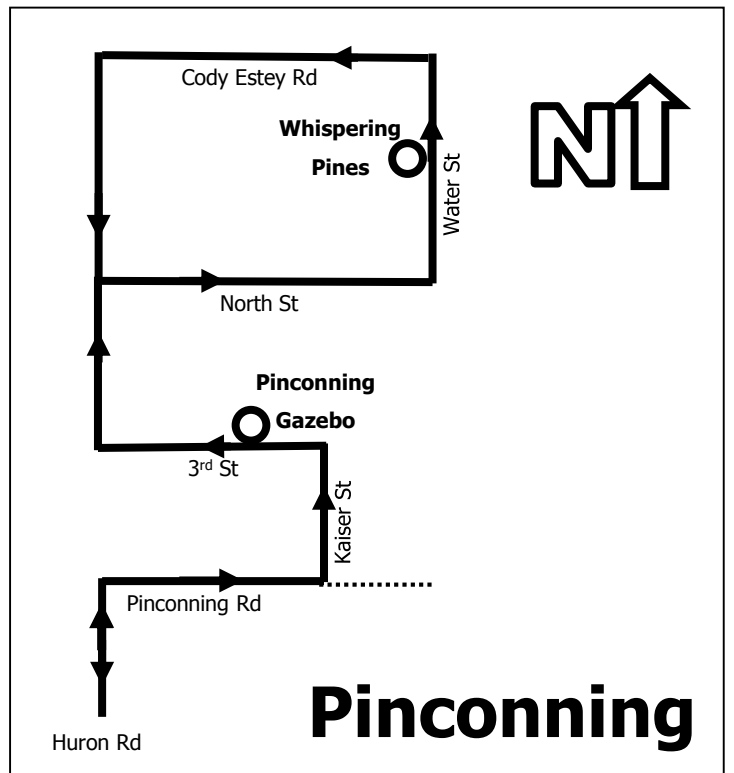 Cody Estey Rd
Whispering
Pines
Water St
N
North St
Pinconning
Gazebo
3rd St
Kaiser St
Pinconning Rd
Pinconning
Huron Rd